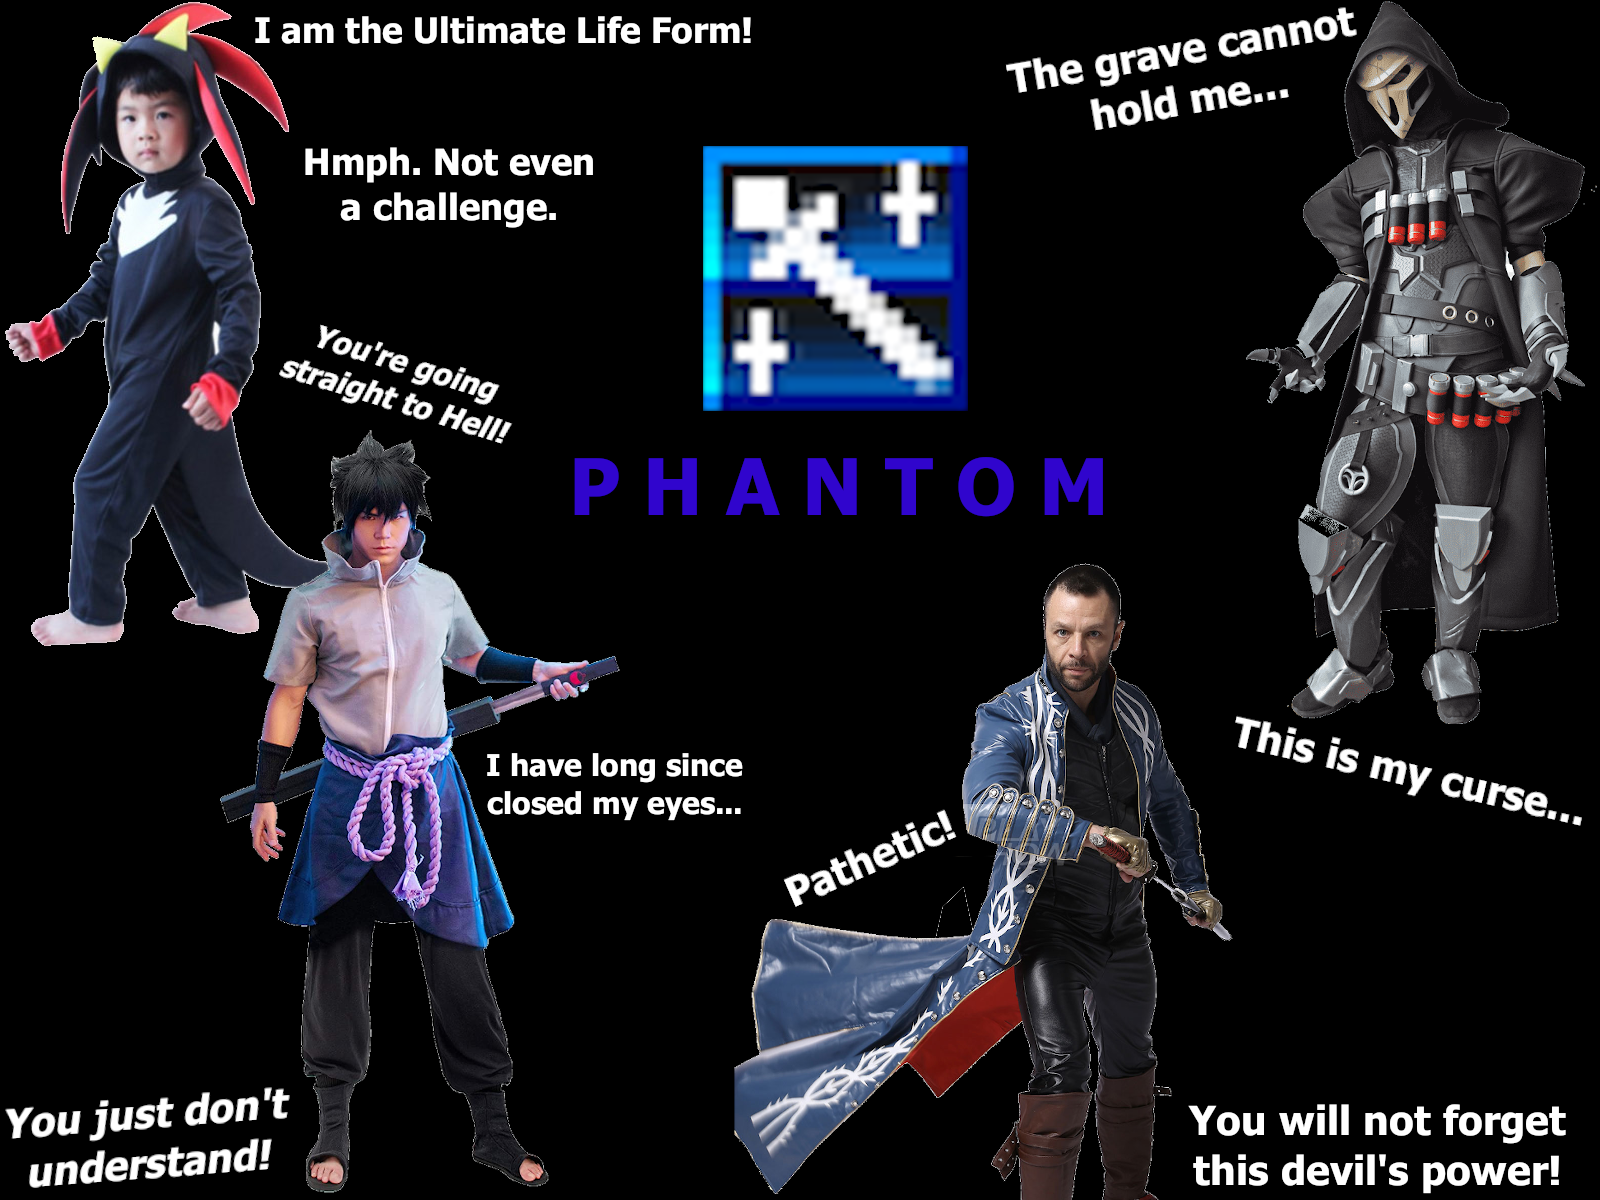 I am the Ultimate Life Form!
The grave cannot
hold me...
Hmph. Not even
a challenge.
You're going
straight to Hell!
P H A N T O M
This is my curse...
I have long since
closed my eyes...
Pathetic!
You just don't
understand!
You will not forget
this devil's power!